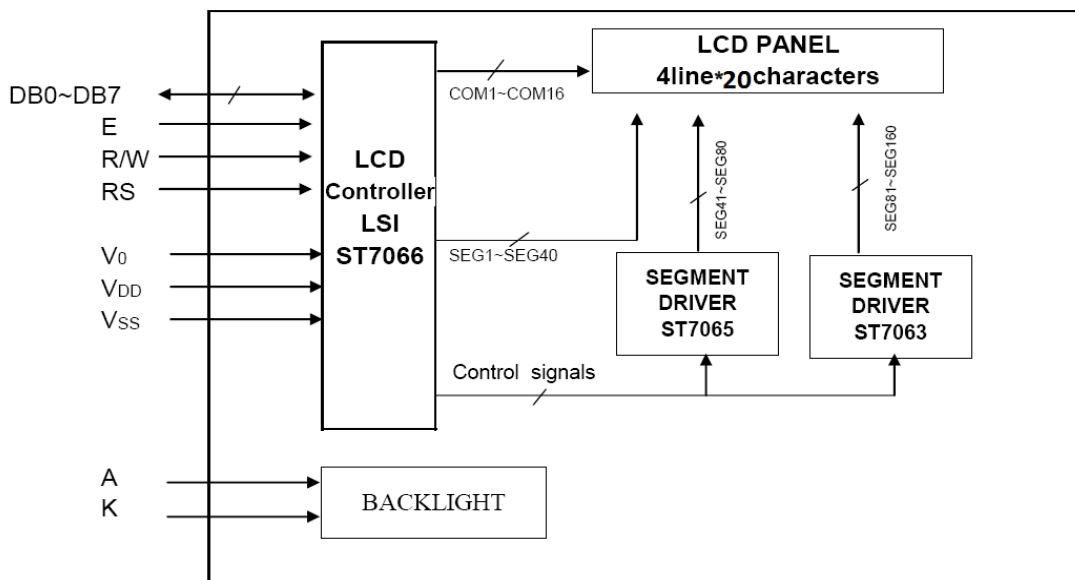 LCD PANEL
4line*20characters
DB0~DB7
E
R/W
RS
V0
VDD
VSS
A
K
LCD
Controller
LSI
ST7066
COM1~COM16
SEG1~SEG40
SEG41~SEG80
SEG81~SEG160
SEGMENT
DRIVER
ST7065
SEGMENT
DRIVER
ST7063
Control signals
BACKLIGHT